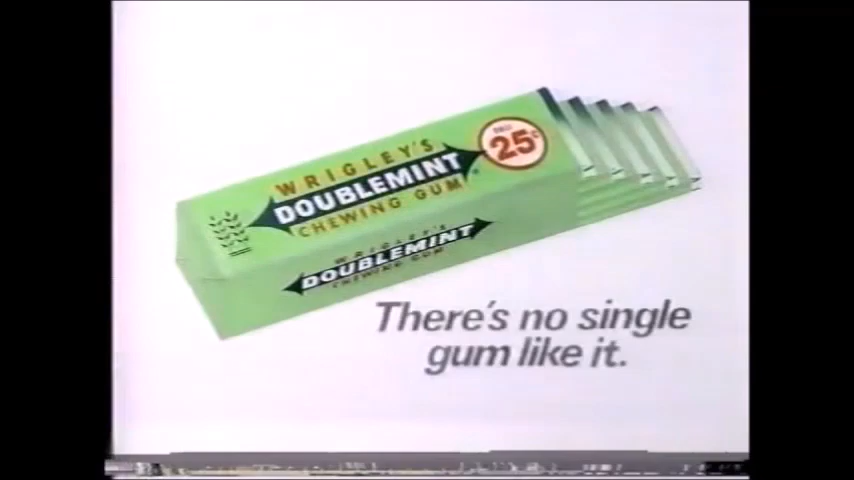 WRIGLEY'S
DOUBLEMINT
CHEWING GUM
25¢
WRIGLEY'S
DOUBLEMINT
CHEWING GUM
There's no single
gum like it.